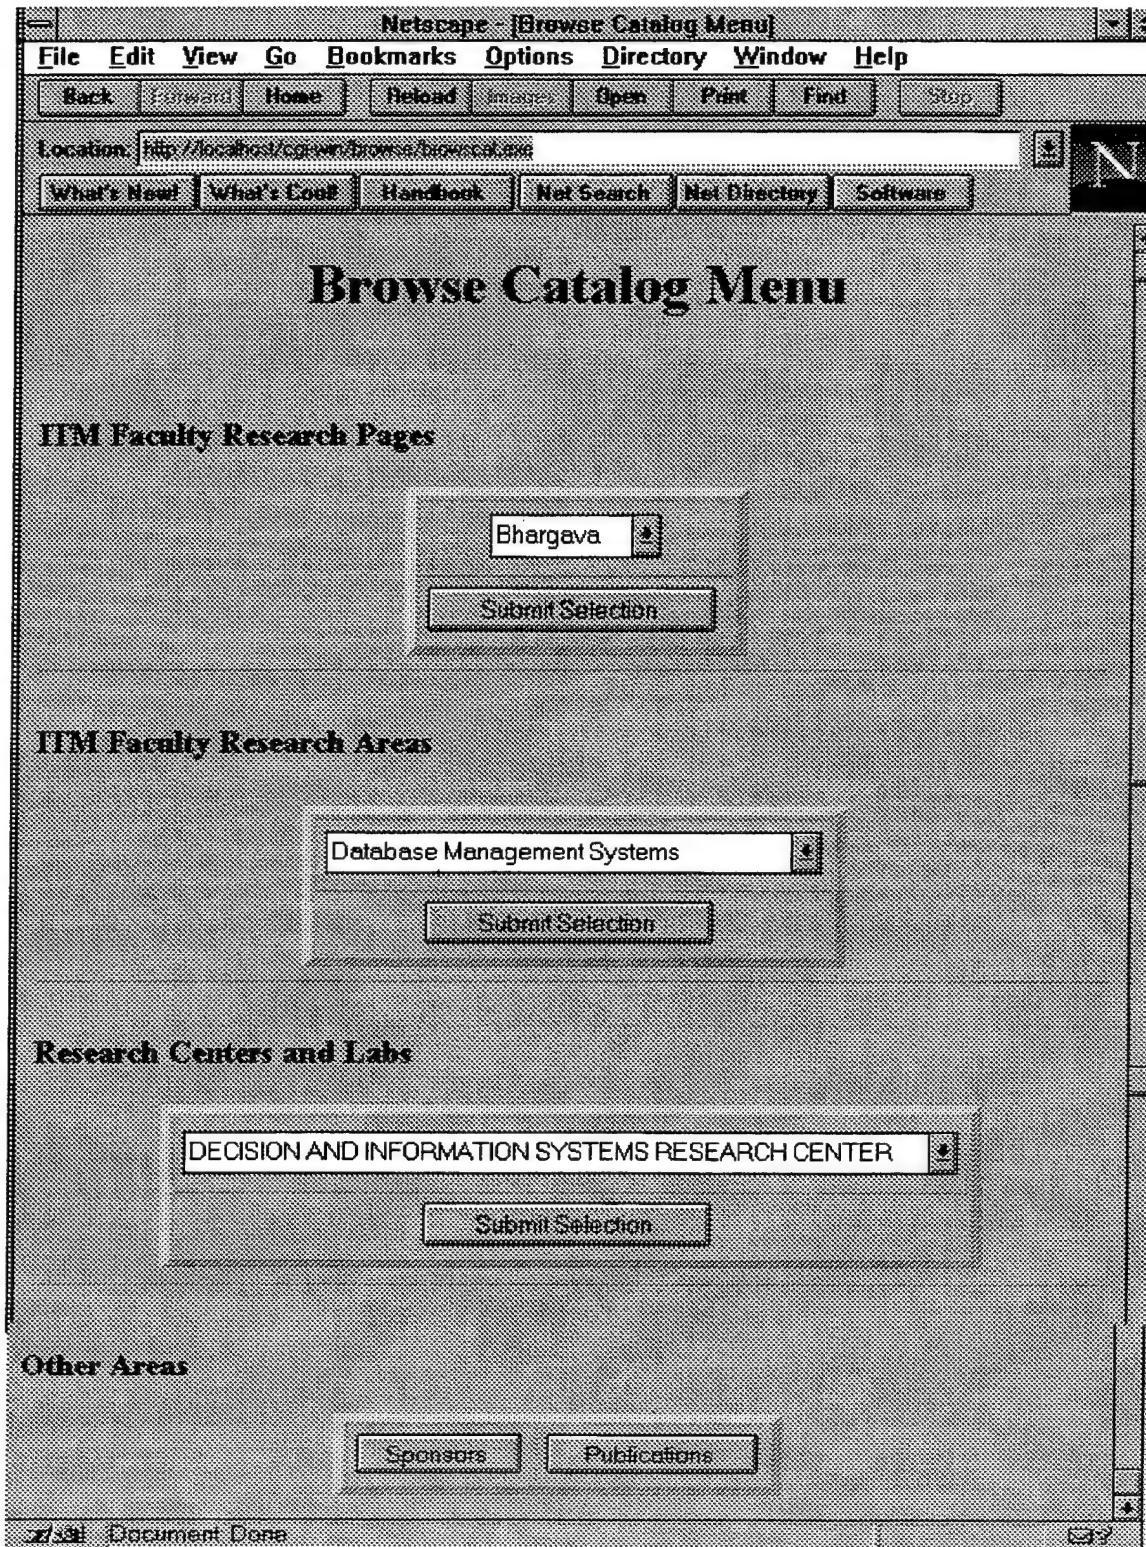 Netscape - [Browse Catalog Menu]
File Edit View Go Bookmarks Options Directory Window Help
Back Forward Home Reload Images Open Print Find Stop
Location: http://localhost/cgi-win/browse/browscat.exe
What's New! What's Cool! Handbook Net Search Net Directory Software
Browse Catalog Menu
ITM Faculty Research Pages
Bhargava
Submit Selection
ITM Faculty Research Areas
Database Management Systems
Submit Selection
Research Centers and Labs
DECISION AND INFORMATION SYSTEMS RESEARCH CENTER
Submit Selection
Other Areas
Sponsors Publications
Document Done